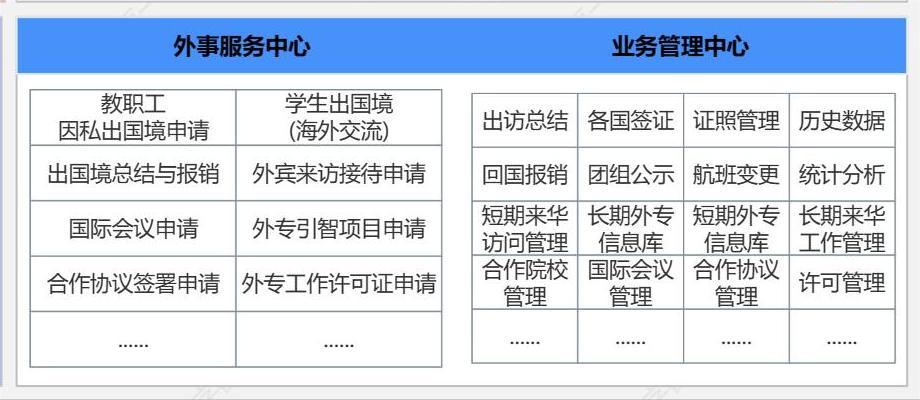 外事服务中心
业务管理中心
教职工
因私出国境申请
学生出国境
(海外交流)
出国境总结与报销
外宾来访接待申请
国际会议申请
外专引智项目申请
合作协议签署申请
外专工作许可证申请
......
......
出访总结
各国签证
证照管理
历史数据
回国报销
团组公示
航班变更
统计分析
短期来华
访问管理
长期外专
信息库
短期外专
信息库
长期来华
工作管理
合作院校
管理
国际会议
管理
合作协议
管理
许可管理
......
......
......
......